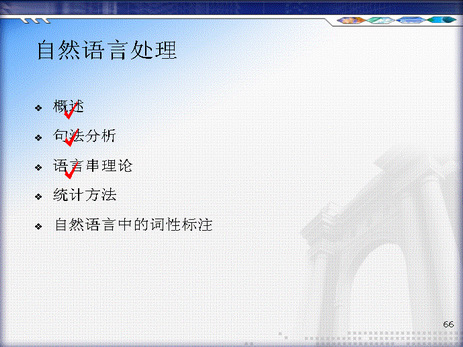 自然语言处理
概述
句法分析
语言串理论
统计方法
自然语言中的词性标注
66